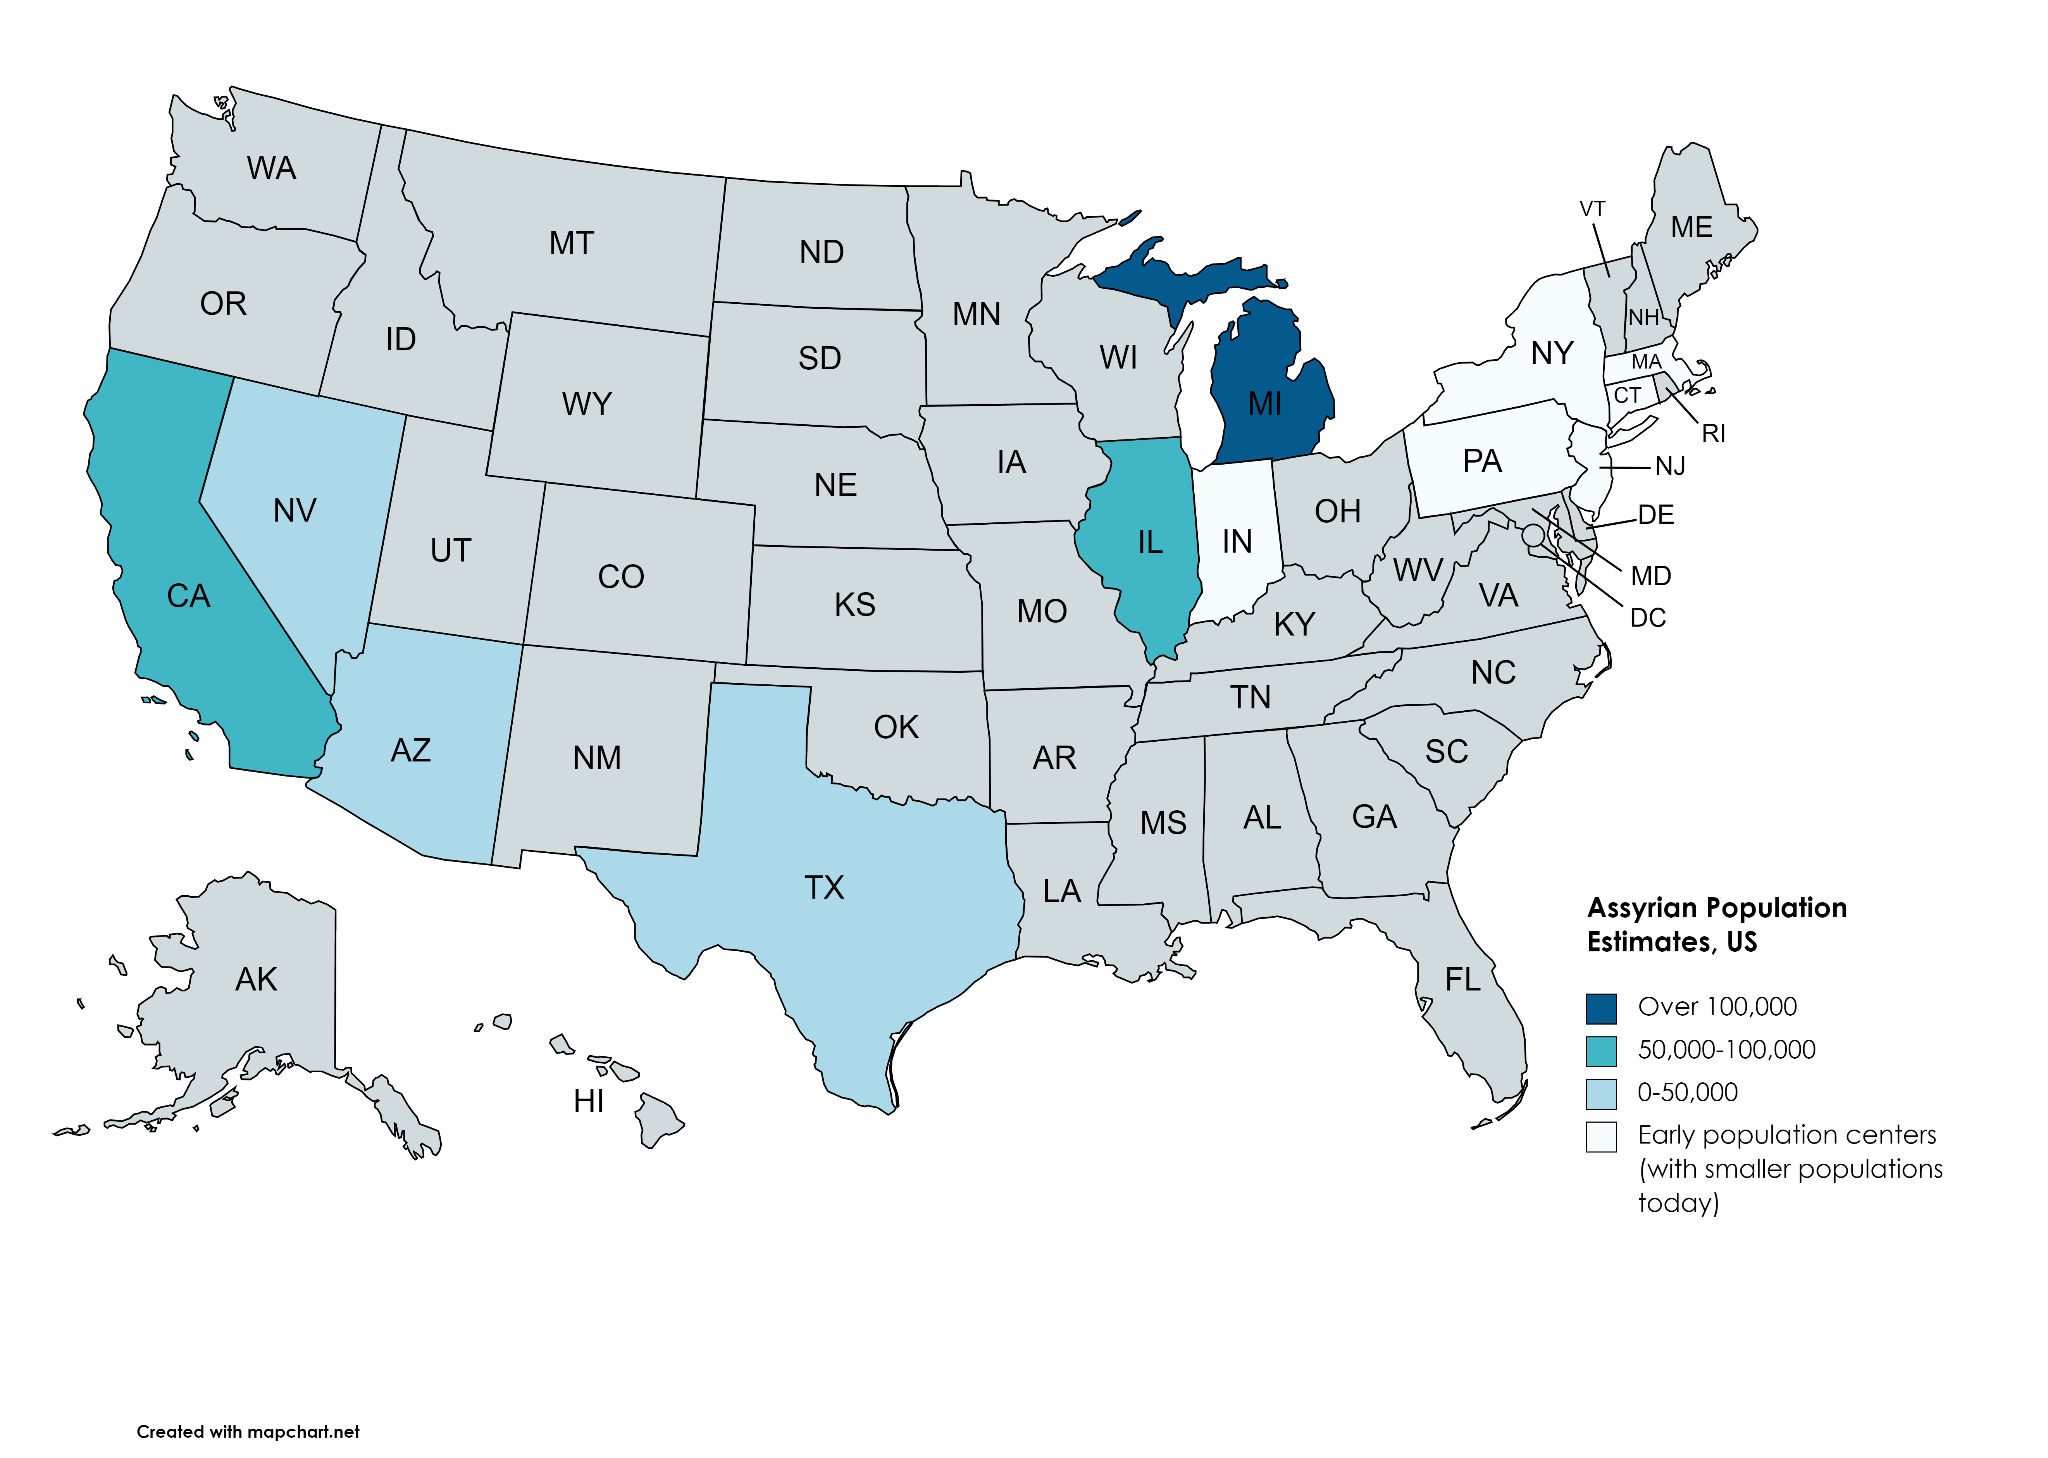 WA
MT
ND
MN
VT
ME
OR
ID
SD
WI
NH
NY
MA
WY
MI
CT
RI
IA
PA
NJ
NE
NV
OH
DE
IN
IL
UT
CO
WV
MD
CA
KS
MO
VA
DC
KY
NC
TN
OK
AZ
NM
AR
SC
MS
AL
GA
TX
LA
AK
FL
HI
Assyrian Population
Estimates, US
Over 100,000
50,000-100,000
0-50,000
Early population centers
(with smaller populations
today)
Created with mapchart.net